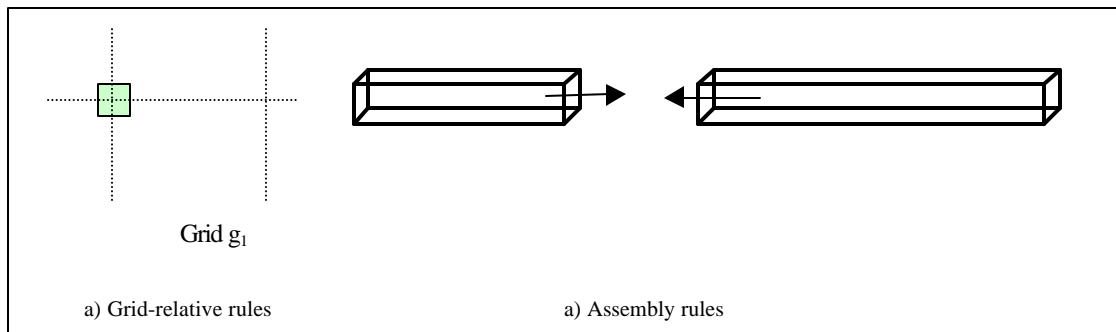 Grid g₁
a) Grid-relative rules
a) Assembly rules